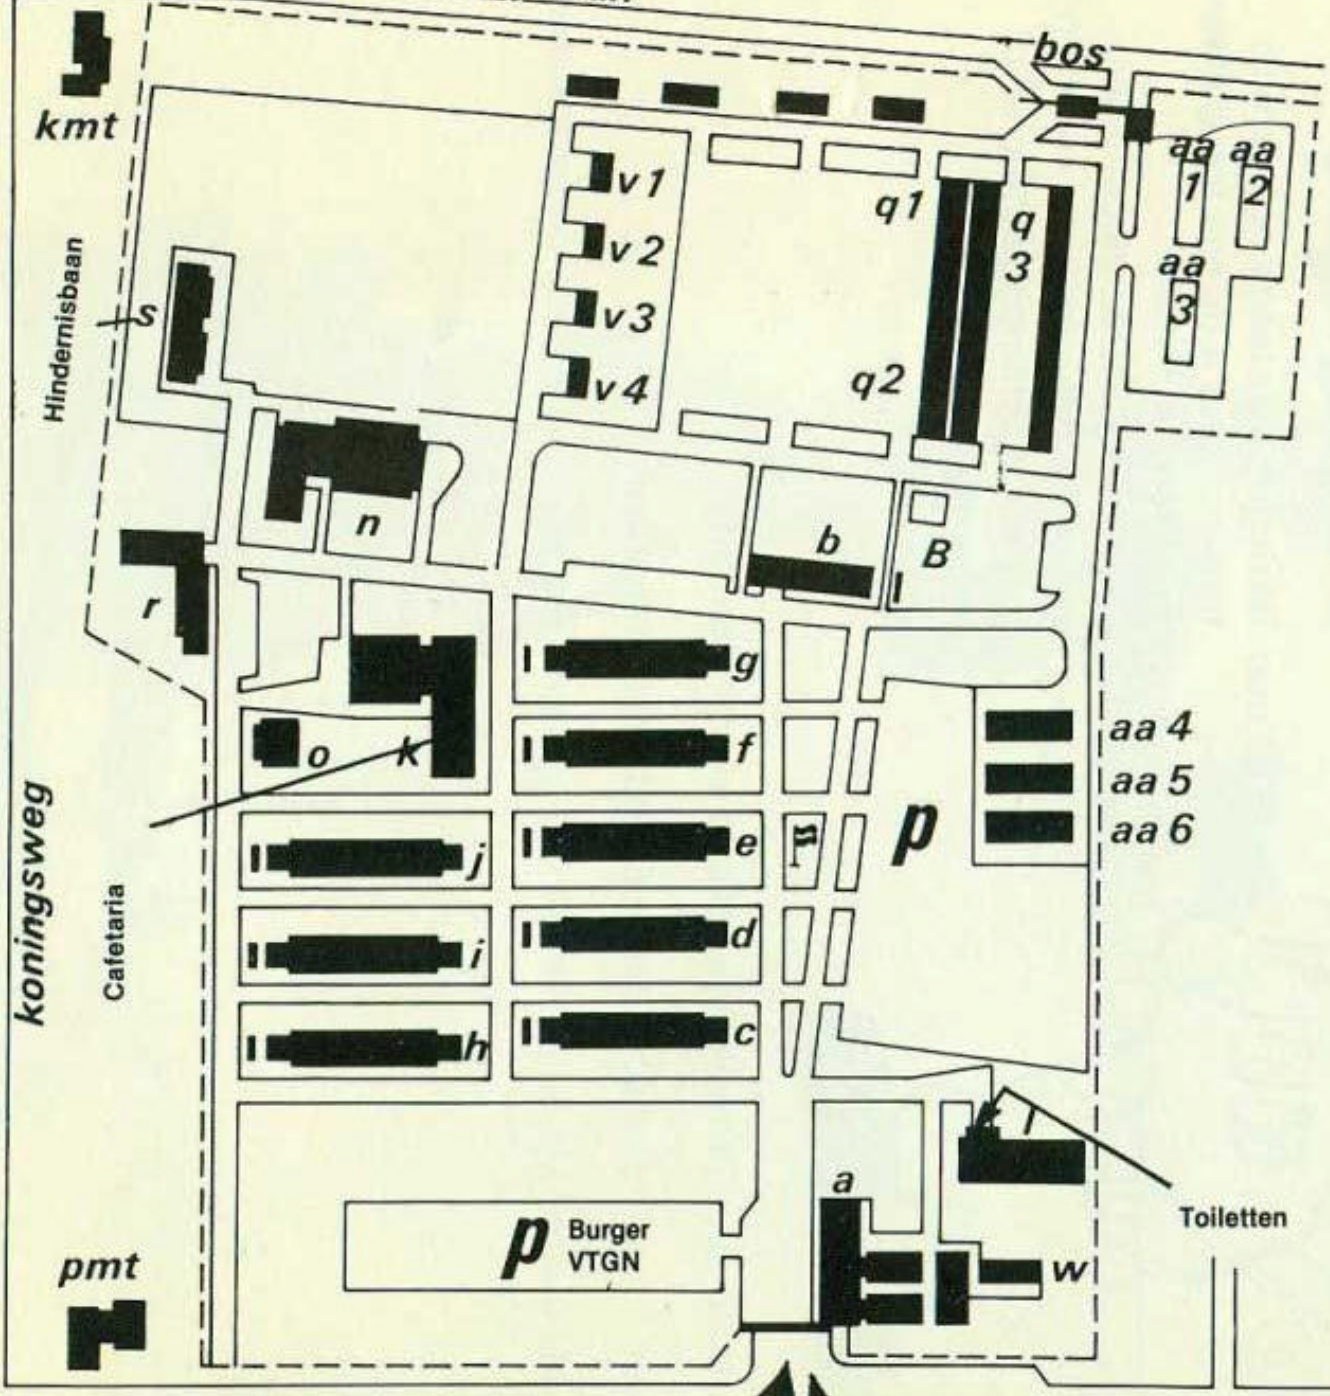 bos
kmt
aa
1
aa
2
aa
3
v1
v2
v3
v4
q1
q
3
q2
Hindernisbaan
s
n
b
B
r
g
f
e
d
c
o
k
j
i
h
aa 4
aa 5
aa 6
p
koningsweg
Cafetaria
l
Toiletten
a
w
p Burger
VTGN
pmt